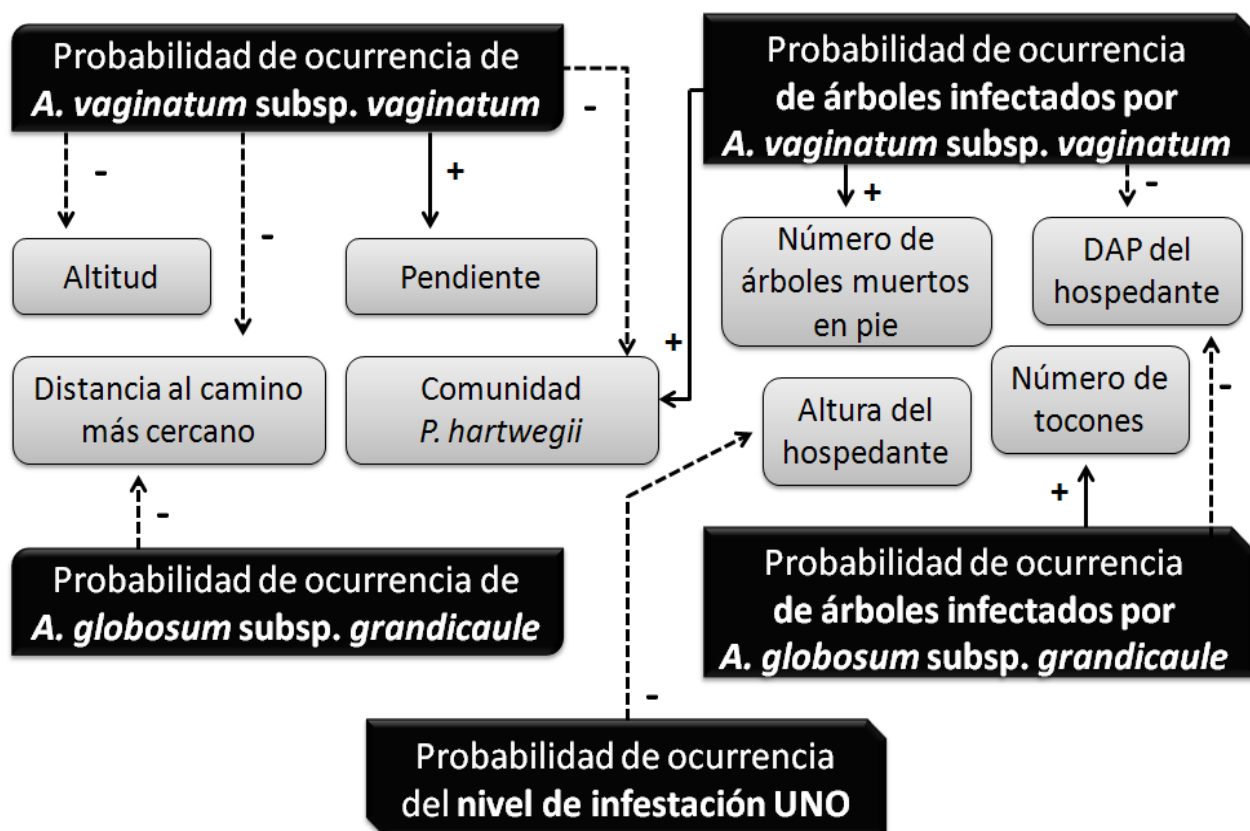 Probabilidad de ocurrencia de
A. vaginatum subsp. vaginatum
-
Probabilidad de ocurrencia
de árboles infectados por
A. vaginatum subsp. vaginatum
-
-
+
+
-
Altitud
Pendiente
Número de
árboles muertos
en pie
DAP del
hospedante
+
Distancia al camino
más cercano
Comunidad
P. hartwegii
Altura del
hospedante
Número de
tocones
-
-
+
Probabilidad de ocurrencia de
A. globosum subsp. grandicaule
Probabilidad de ocurrencia
de árboles infectados por
A. globosum subsp. grandicaule
-
Probabilidad de ocurrencia
del nivel de infestación UNO